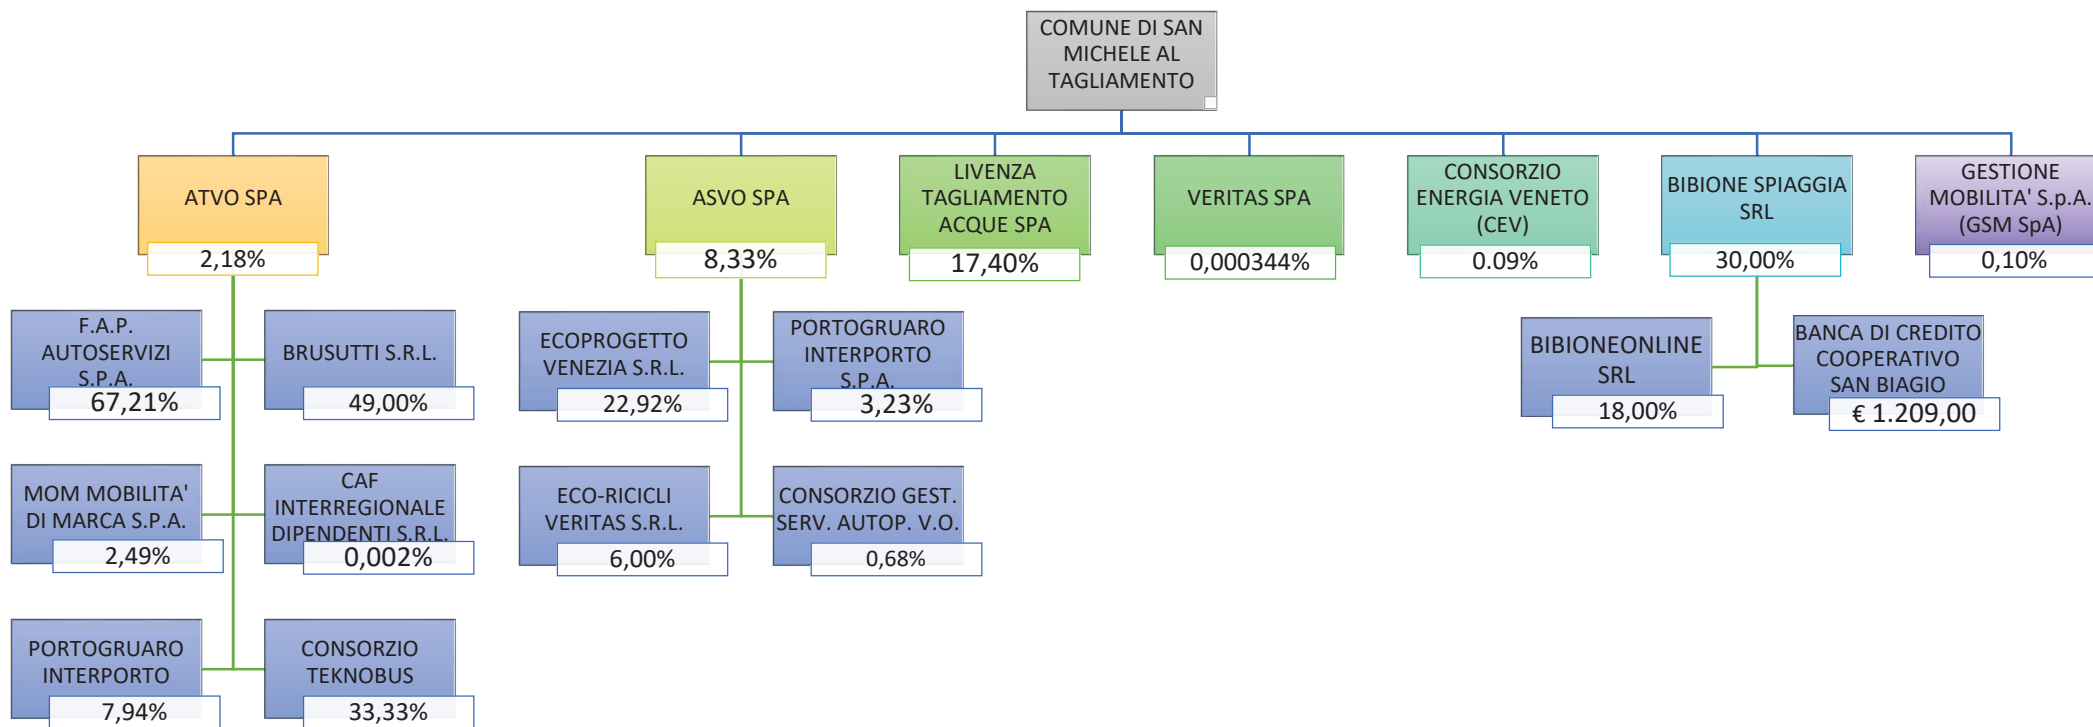 COMUNE DI SAN
MICHELE AL
TAGLIAMENTO
ATVO SPA
2,18%
ASVO SPA
8,33%
LIVENZA
TAGLIAMENTO
ACQUE SPA
17,40%
VERITAS SPA
0,000344%
CONSORZIO
ENERGIA VENETO
(CEV)
0.09%
BIBIONE SPIAGGIA
SRL
30,00%
GESTIONE
MOBILITA' S.p.A.
(GSM SpA)
0,10%
F.A.P.
AUTOSERVIZI
S.P.A.
67,21%
BRUSUTTI S.R.L.
49,00%
ECOPROGETTO
VENEZIA S.R.L.
22,92%
PORTOGRUARO
INTERPORTO
S.P.A.
3,23%
BIBIONEONLINE
SRL
18,00%
BANCA DI CREDITO
COOPERATIVO
SAN BIAGIO
€ 1.209,00
MOM MOBILITA'
DI MARCA S.P.A.
2,49%
CAF
INTERREGIONALE
DIPENDENTI S.R.L.
0,002%
ECO-RICICLI
VERITAS S.R.L.
6,00%
CONSORZIO GEST.
SERV. AUTOP. V.O.
0,68%
PORTOGRUARO
INTERPORTO
7,94%
CONSORZIO
TEKNOBUS
33,33%